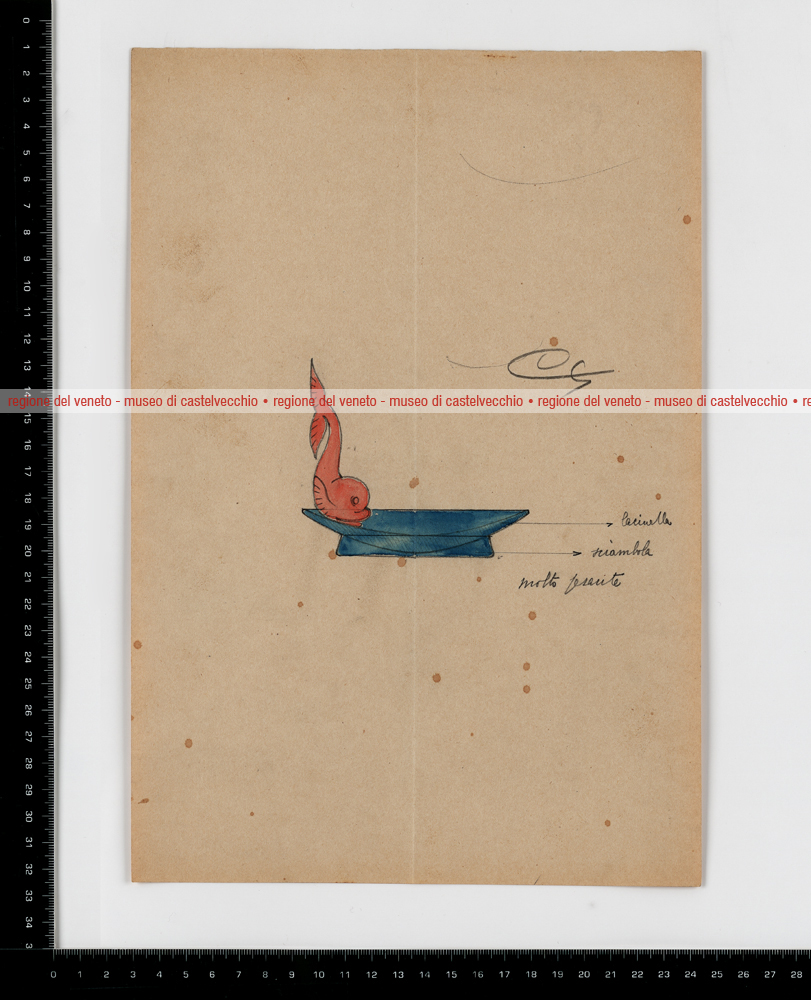 regione del veneto - museo di castelvecchio • regione del veneto - museo di castelvecchio • regione del veneto - museo di castelvecchio • re
bacinella
sciambola
molto pesante
0 1 2 3 4 5 6 7 8 9 10 11 12 13 14 15 16 17 18 19 20 21 22 23 24 25 26 27 28 29 30 31 32 33 34 3
0 1 2 3 4 5 6 7 8 9 10 11 12 13 14 15 16 17 18 19 20 21 22 23 24 25 26 27 28